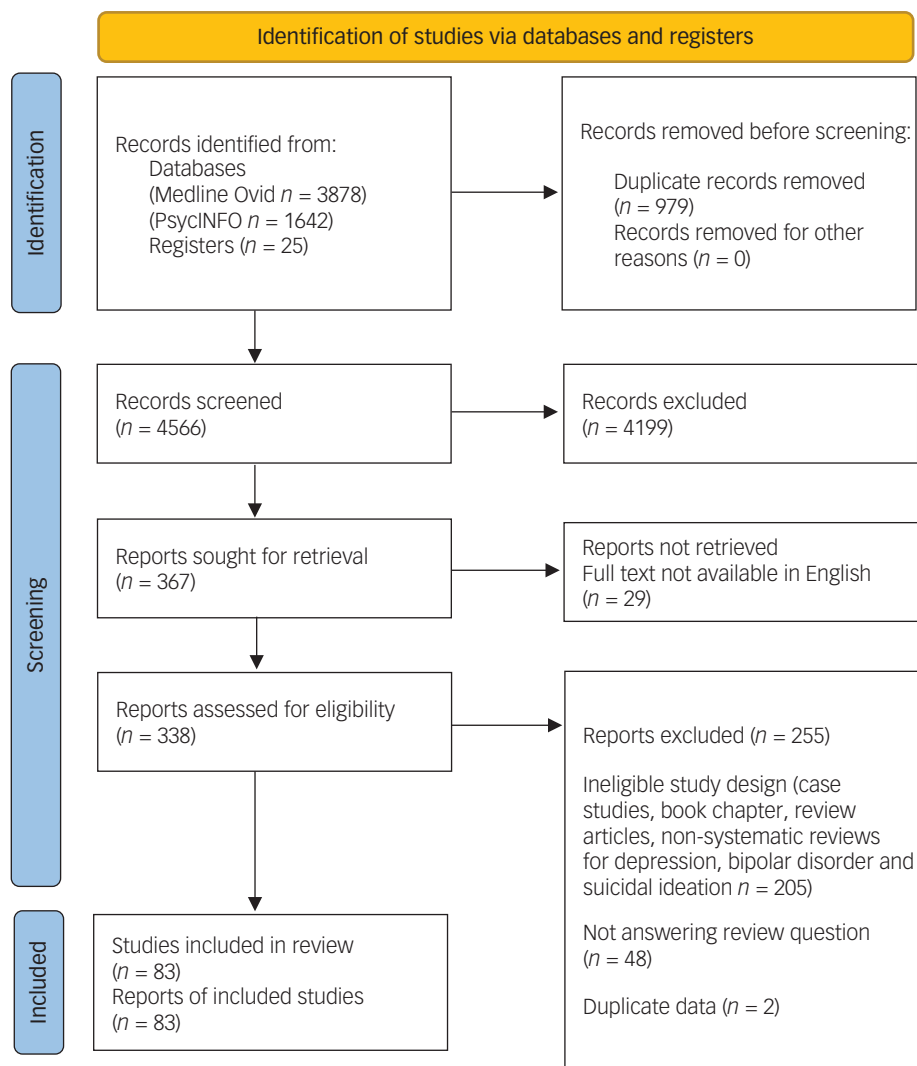 Identification of studies via databases and registers
Identification
Records identified from:
Databases
(Medline Ovid n = 3878)
(PsycINFO n = 1642)
Registers (n = 25)
Records removed before screening:
Duplicate records removed
(n = 979)
Records removed for other
reasons (n = 0)
Screening
Records screened
(n = 4566)
Records excluded
(n = 4199)
Reports sought for retrieval
(n = 367)
Reports not retrieved
Full text not available in English
(n = 29)
Reports assessed for eligibility
(n = 338)
Reports excluded (n = 255)
Ineligible study design (case
studies, book chapter, review
articles, non-systematic reviews
for depression, bipolar disorder and
suicidal ideation n = 205)
Not answering review question
(n = 48)
Duplicate data (n = 2)
Included
Studies included in review
(n = 83)
Reports of included studies
(n = 83)